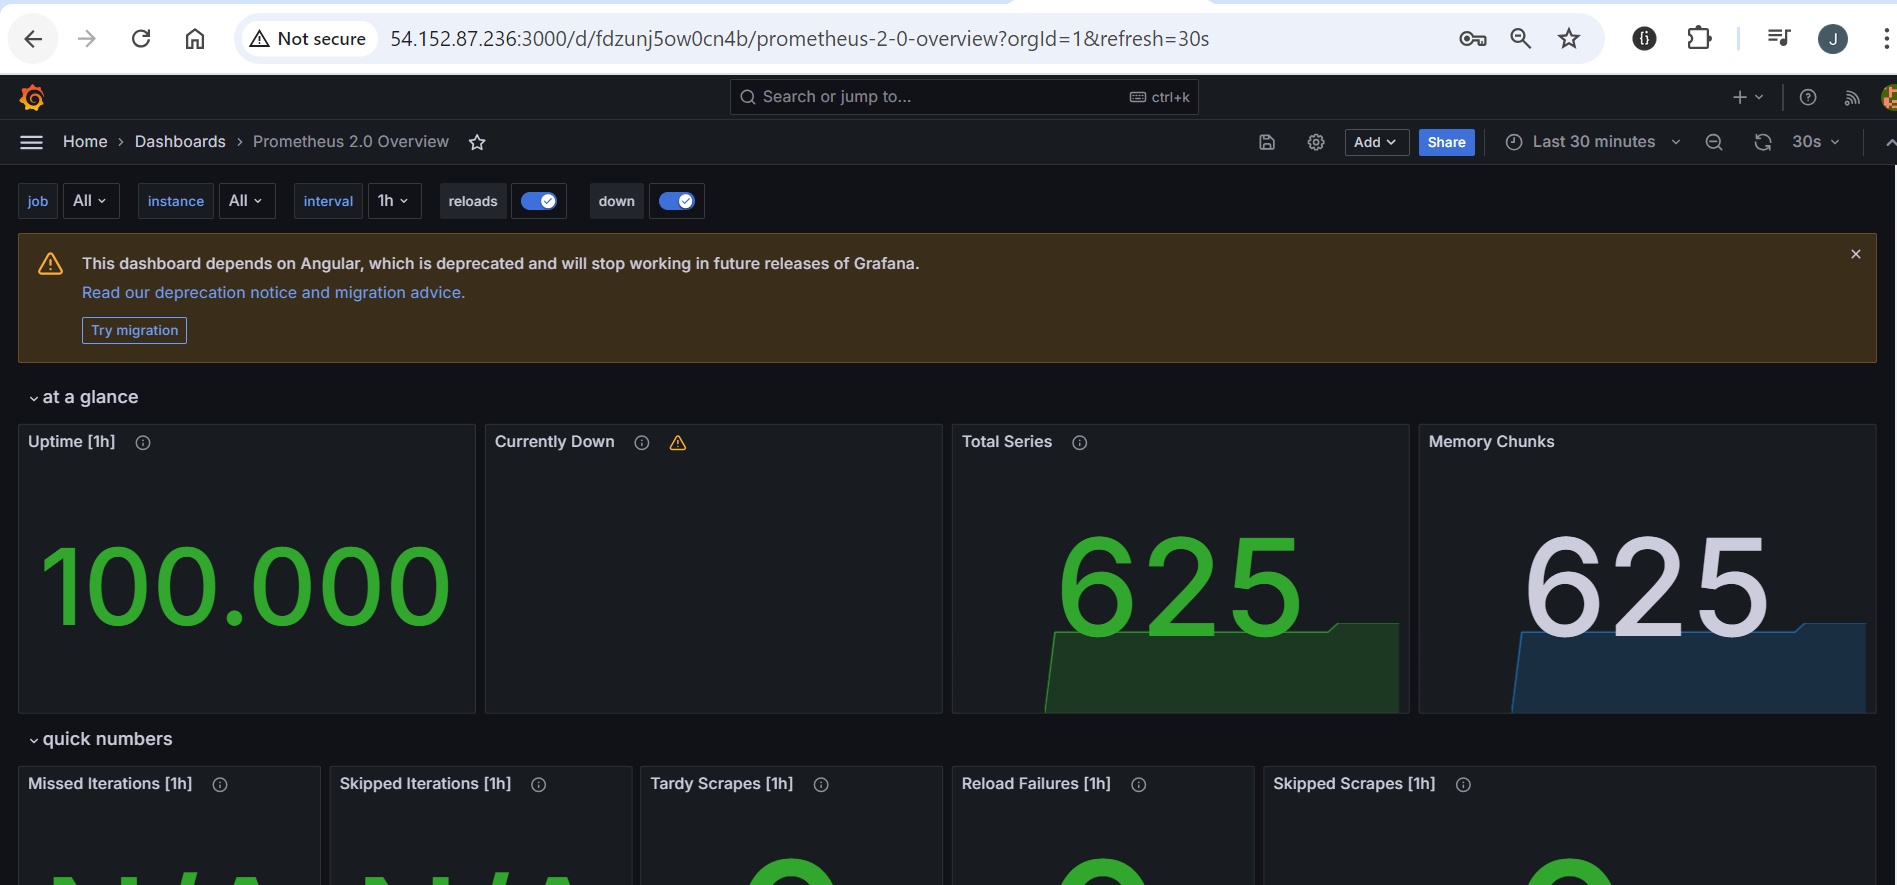 Not secure 54.152.87.236:3000/d/fdzunj5ow0cn4b/prometheus-2-0-overview?orgId=1&refresh=30s J
Search or jump to... ctrl+k
Home › Dashboards › Prometheus 2.0 Overview Add Share Last 30 minutes 30s
job All instance All interval 1h reloads down
This dashboard depends on Angular, which is deprecated and will stop working in future releases of Grafana.
Read our deprecation notice and migration advice.
Try migration
at a glance
Uptime [1h] Currently Down Total Series Memory Chunks
100.000 625 625
quick numbers
Missed Iterations [1h] Skipped Iterations [1h] Tardy Scrapes [1h] Reload Failures [1h] Skipped Scrapes [1h]